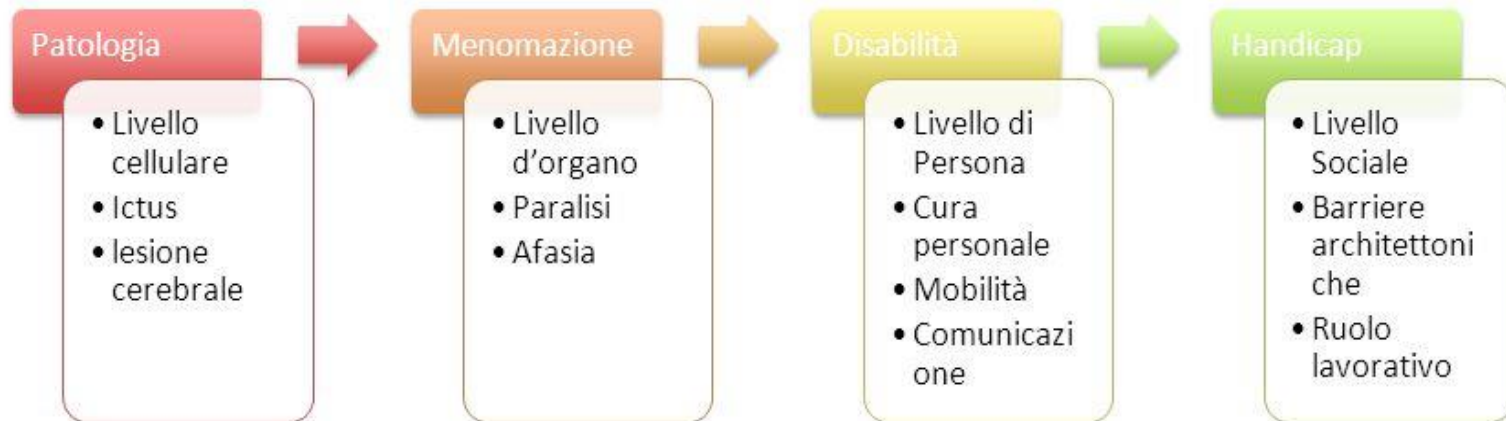 Patologia
• Livello
cellulare
• Ictus
• lesione
cerebrale
Menomazione
• Livello
d'organo
• Paralisi
• Afasia
Disabilità
• Livello di
Persona
• Cura
personale
• Mobilità
• Comunicazi
one
Handicap
• Livello
Sociale
• Barriere
architettoni
che
• Ruolo
lavorativo